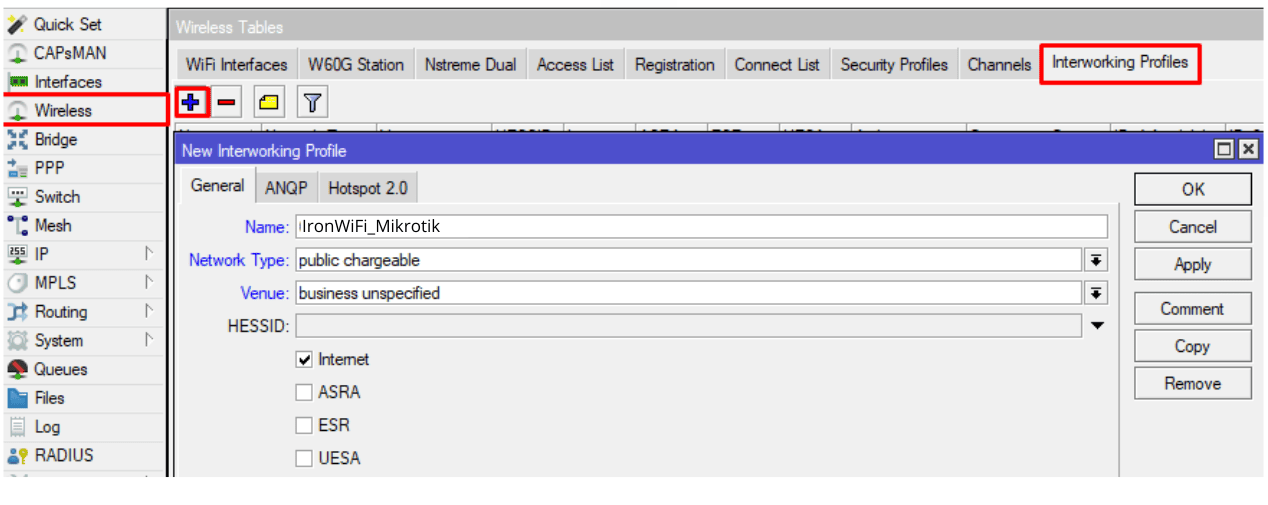 Quick Set
CAPsMAN
Interfaces
Wireless
Bridge
PPP
Switch
Mesh
255 IP
MPLS
Routing
System
Queues
Files
Log
RADIUS
Wireless Tables
WiFi Interfaces W60G Station Nstreme Dual Access List Registration Connect List Security Profiles Channels Interworking Profiles
New Interworking Profile
General ANQP Hotspot 2.0
Name: IronWiFi_Mikrotik
Network Type: public chargeable
Venue: business unspecified
HESSID:
Internet
ASRA
ESR
UESA
OK
Cancel
Apply
Comment
Copy
Remove